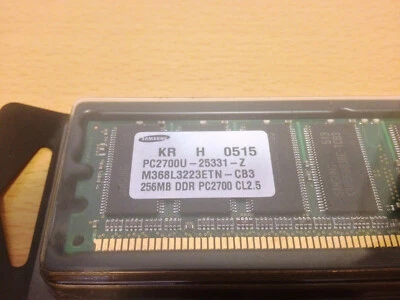 SAMSUNG
KR H 0515
PC2700U-25331-Z
M368L3223ETN-CB3
256MB DDR PC2700 CL2.5